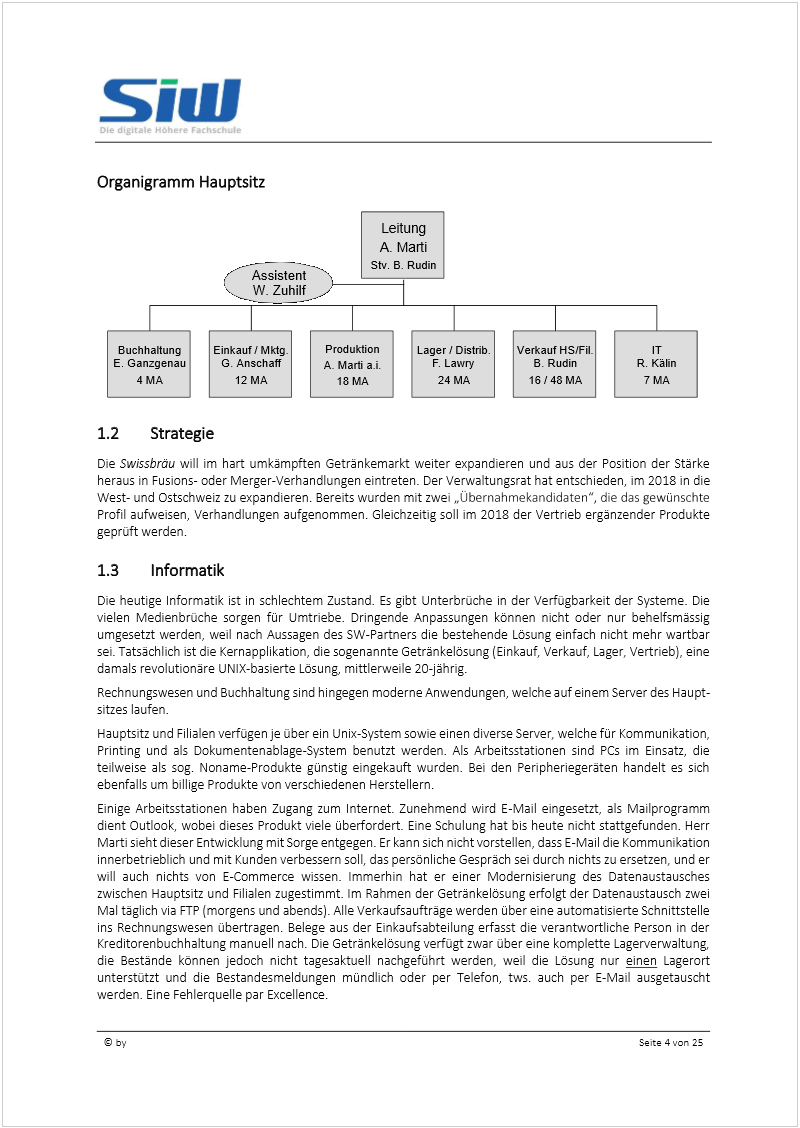 Siw
Die digitale Höhere Fachschule
Organigramm Hauptsitz
Leitung
A. Marti
Stv. B. Rudin
Assistent
W. Zuhilf
Buchhaltung
E. Ganzgenau
4 MA
Einkauf / Mktg.
G. Anschaff
12 MA
Produktion
A. Marti a.i.
18 MA
Lager / Distrib.
F. Lawry
24 MA
Verkauf HS/Fil.
B. Rudin
16 / 48 MA
IT
R. Kälin
7 MA
1.2 Strategie
Die Swissbräu will im hart umkämpften Getränkemarkt weiter expandieren und aus der Position der Stärke
heraus in Fusions- oder Merger-Verhandlungen eintreten. Der Verwaltungsrat hat entschieden, im 2018 in die
West- und Ostschweiz zu expandieren. Bereits wurden mit zwei „Übernahmekandidaten“, die das gewünschte
Profil aufweisen, Verhandlungen aufgenommen. Gleichzeitig soll im 2018 der Vertrieb ergänzender Produkte
geprüft werden.
1.3 Informatik
Die heutige Informatik ist in schlechtem Zustand. Es gibt Unterbrüche in der Verfügbarkeit der Systeme. Die
vielen Medienbrüche sorgen für Umtriebe. Dringende Anpassungen können nicht oder nur behelfsmässig
umgesetzt werden, weil nach Aussagen des SW-Partners die bestehende Lösung einfach nicht mehr wartbar
sei. Tatsächlich ist die Kernapplikation, die sogenannte Getränkelösung (Einkauf, Verkauf, Lager, Vertrieb), eine
damals revolutionäre UNIX-basierte Lösung, mittlerweile 20-jährig.
Rechnungswesen und Buchhaltung sind hingegen moderne Anwendungen, welche auf einem Server des Haupt-
sitzes laufen.
Hauptsitz und Filialen verfügen je über ein Unix-System sowie einen diverse Server, welche für Kommunikation,
Printing und als Dokumentenablage-System benutzt werden. Als Arbeitsstationen sind PCs im Einsatz, die
teilweise als sog. Noname-Produkte günstig eingekauft wurden. Bei den Peripheriegeräten handelt es sich
ebenfalls um billige Produkte von verschiedenen Herstellern.
Einige Arbeitsstationen haben Zugang zum Internet. Zunehmend wird E-Mail eingesetzt, als Mailprogramm
dient Outlook, wobei dieses Produkt viele überfordert. Eine Schulung hat bis heute nicht stattgefunden. Herr
Marti sieht dieser Entwicklung mit Sorge entgegen. Er kann sich nicht vorstellen, dass E-Mail die Kommunikation
innerbetrieblich und mit Kunden verbessern soll, das persönliche Gespräch sei durch nichts zu ersetzen, und er
will auch nichts von E-Commerce wissen. Immerhin hat er einer Modernisierung des Datenaustausches
zwischen Hauptsitz und Filialen zugestimmt. Im Rahmen der Getränkelösung erfolgt der Datenaustausch zwei
Mal täglich via FTP (morgens und abends). Alle Verkaufsaufträge werden über eine automatisierte Schnittstelle
ins Rechnungswesen übertragen. Belege aus der Einkaufsabteilung erfasst die verantwortliche Person in der
Kreditorenbuchhaltung manuell nach. Die Getränkelösung verfügt zwar über eine komplette Lagerverwaltung,
die Bestände können jedoch nicht tagesaktuell nachgeführt werden, weil die Lösung nur einen Lagerort
unterstützt und die Bestandesmeldungen mündlich oder per Telefon, tws. auch per E-Mail ausgetauscht
werden. Eine Fehlerquelle par Excellence.
© by
Seite 4 von 25